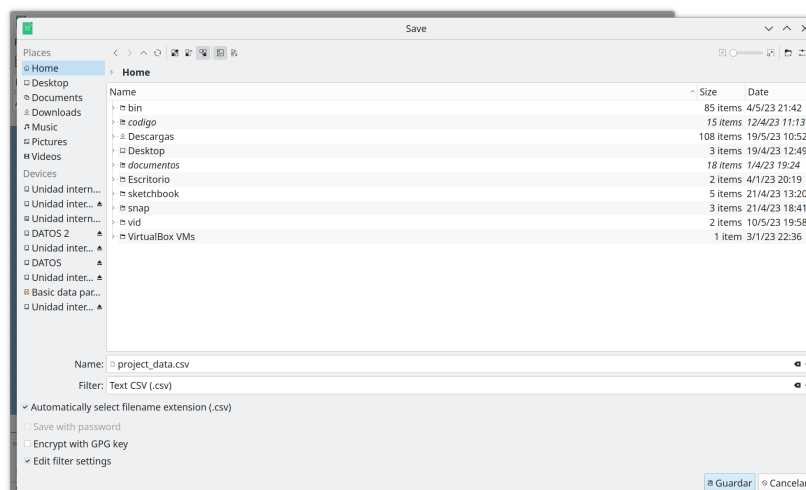 Save
Places
Home
Desktop
Documents
Downloads
Music
Pictures
Videos
Devices
Unidad intern...
Unidad inter...
Unidad intern...
DATOS 2
Unidad inter...
DATOS
Unidad inter...
Basic data par...
Unidad inter...
Home
Name Size Date
bin 85 items 4/5/23 21:42
codigo 15 items 12/4/23 11:13
Descargas 108 items 19/5/23 10:52
Desktop 3 items 19/4/23 12:49
documentos 18 items 1/4/23 19:24
Escritorio 2 items 4/1/23 20:19
sketchbook 5 items 21/4/23 13:20
snap 3 items 21/4/23 18:41
vid 2 items 10/5/23 19:58
VirtualBox VMs 1 item 3/1/23 22:36
Name: project_data.csv
Filter: Text CSV (.csv)
Automatically select filename extension (.csv)
Save with password
Encrypt with GPG key
Edit filter settings
Guardar Cancelar